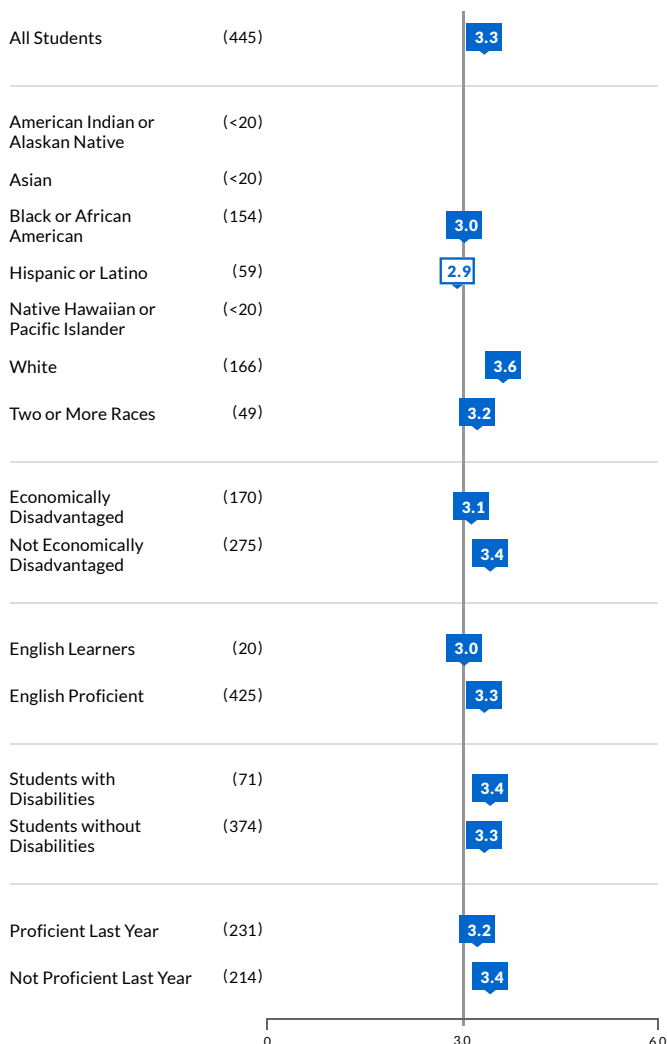 All Students (445) 3.3
American Indian or (<20)
Alaskan Native
Asian (<20)
Black or African (154) 3.0
American
Hispanic or Latino (59) 2.9
Native Hawaiian or (<20)
Pacific Islander
White (166) 3.6
Two or More Races (49) 3.2
Economically (170) 3.1
Disadvantaged
Not Economically (275) 3.4
Disadvantaged
English Learners (20) 3.0
English Proficient (425) 3.3
Students with (71) 3.4
Disabilities
Students without (374) 3.3
Disabilities
Proficient Last Year (231) 3.2
Not Proficient Last Year (214) 3.4
0 3.0 6.0